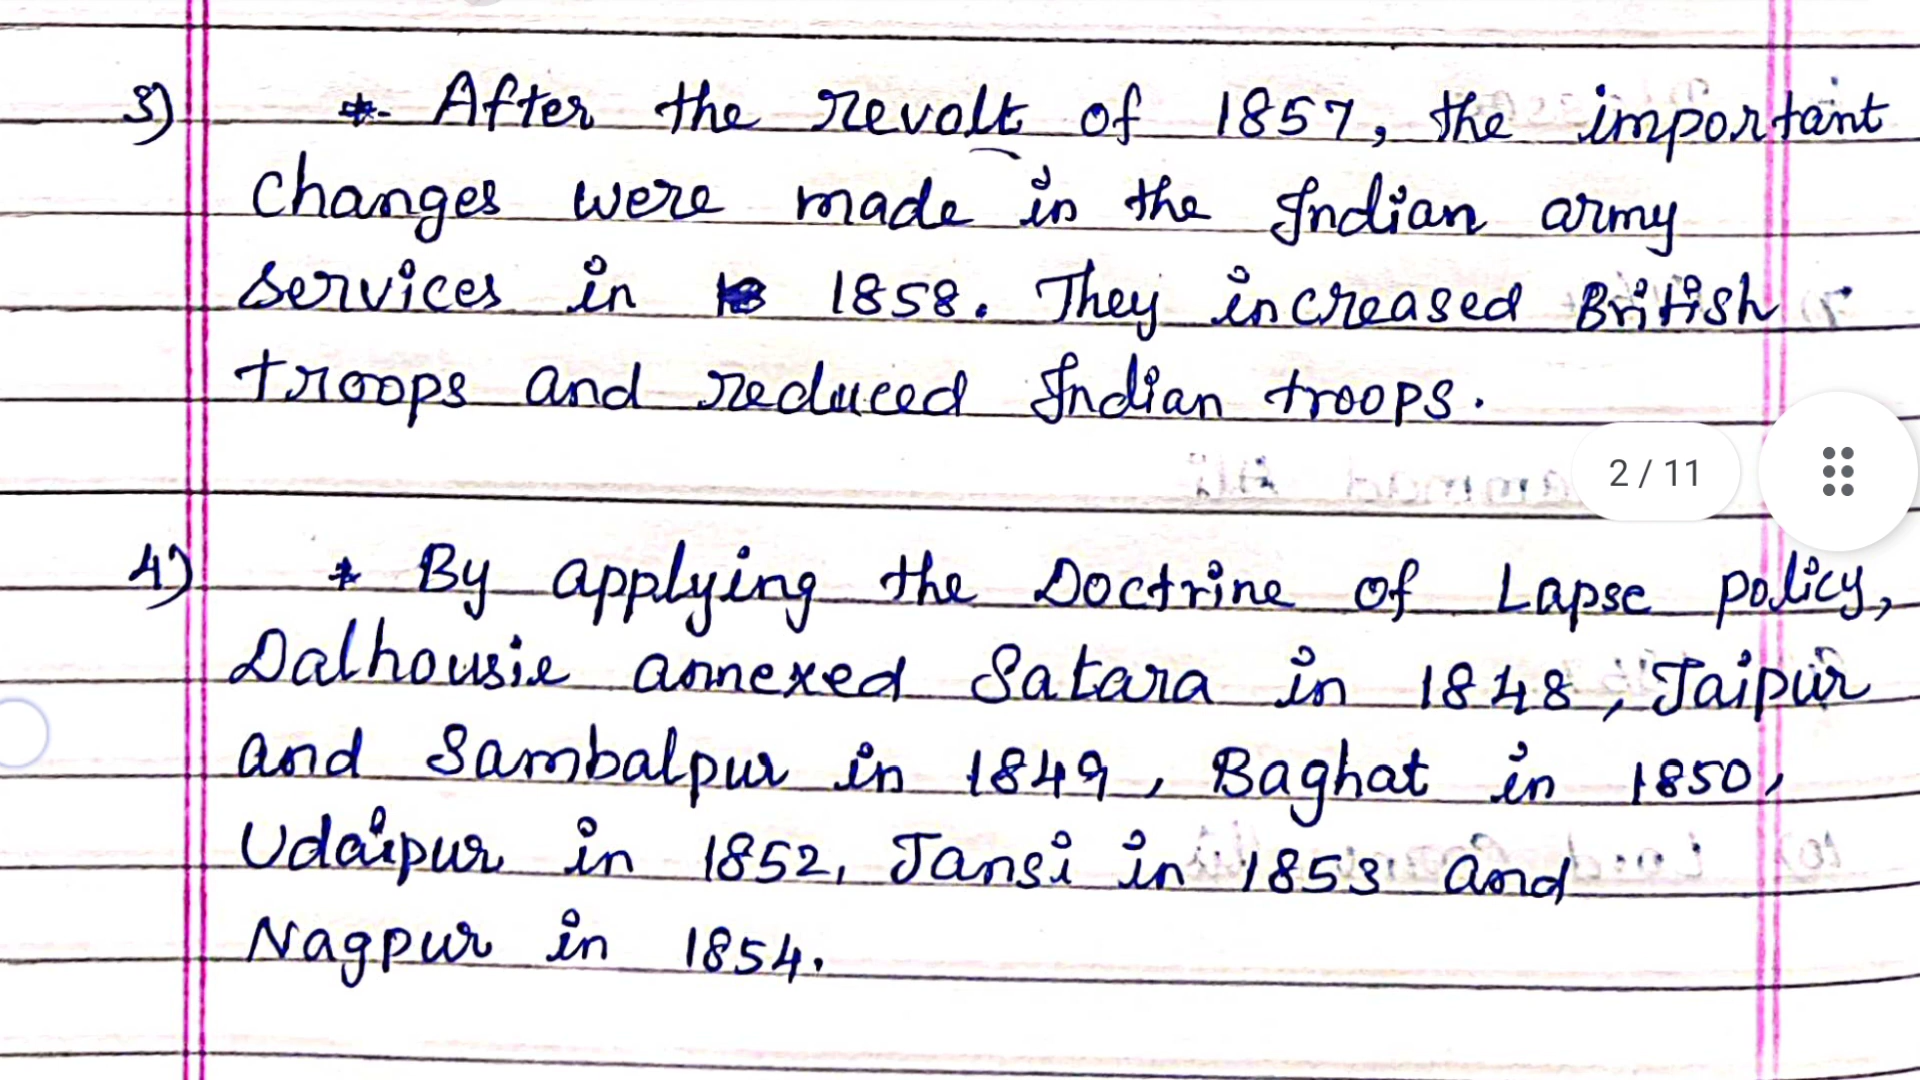 3) * After the revolt of 1857, the important
changes were made in the Indian army
services in 1858. They increased British
troops and reduced Indian troops.
2 / 11
4) * By applying the Doctrine of Lapse policy,
Dalhousie annexed Satara in 1848, Jaipur
and Sambalpur in 1849, Baghat in 1850,
Udaipur in 1852, Jansi in 1853 and
Nagpur in 1854.